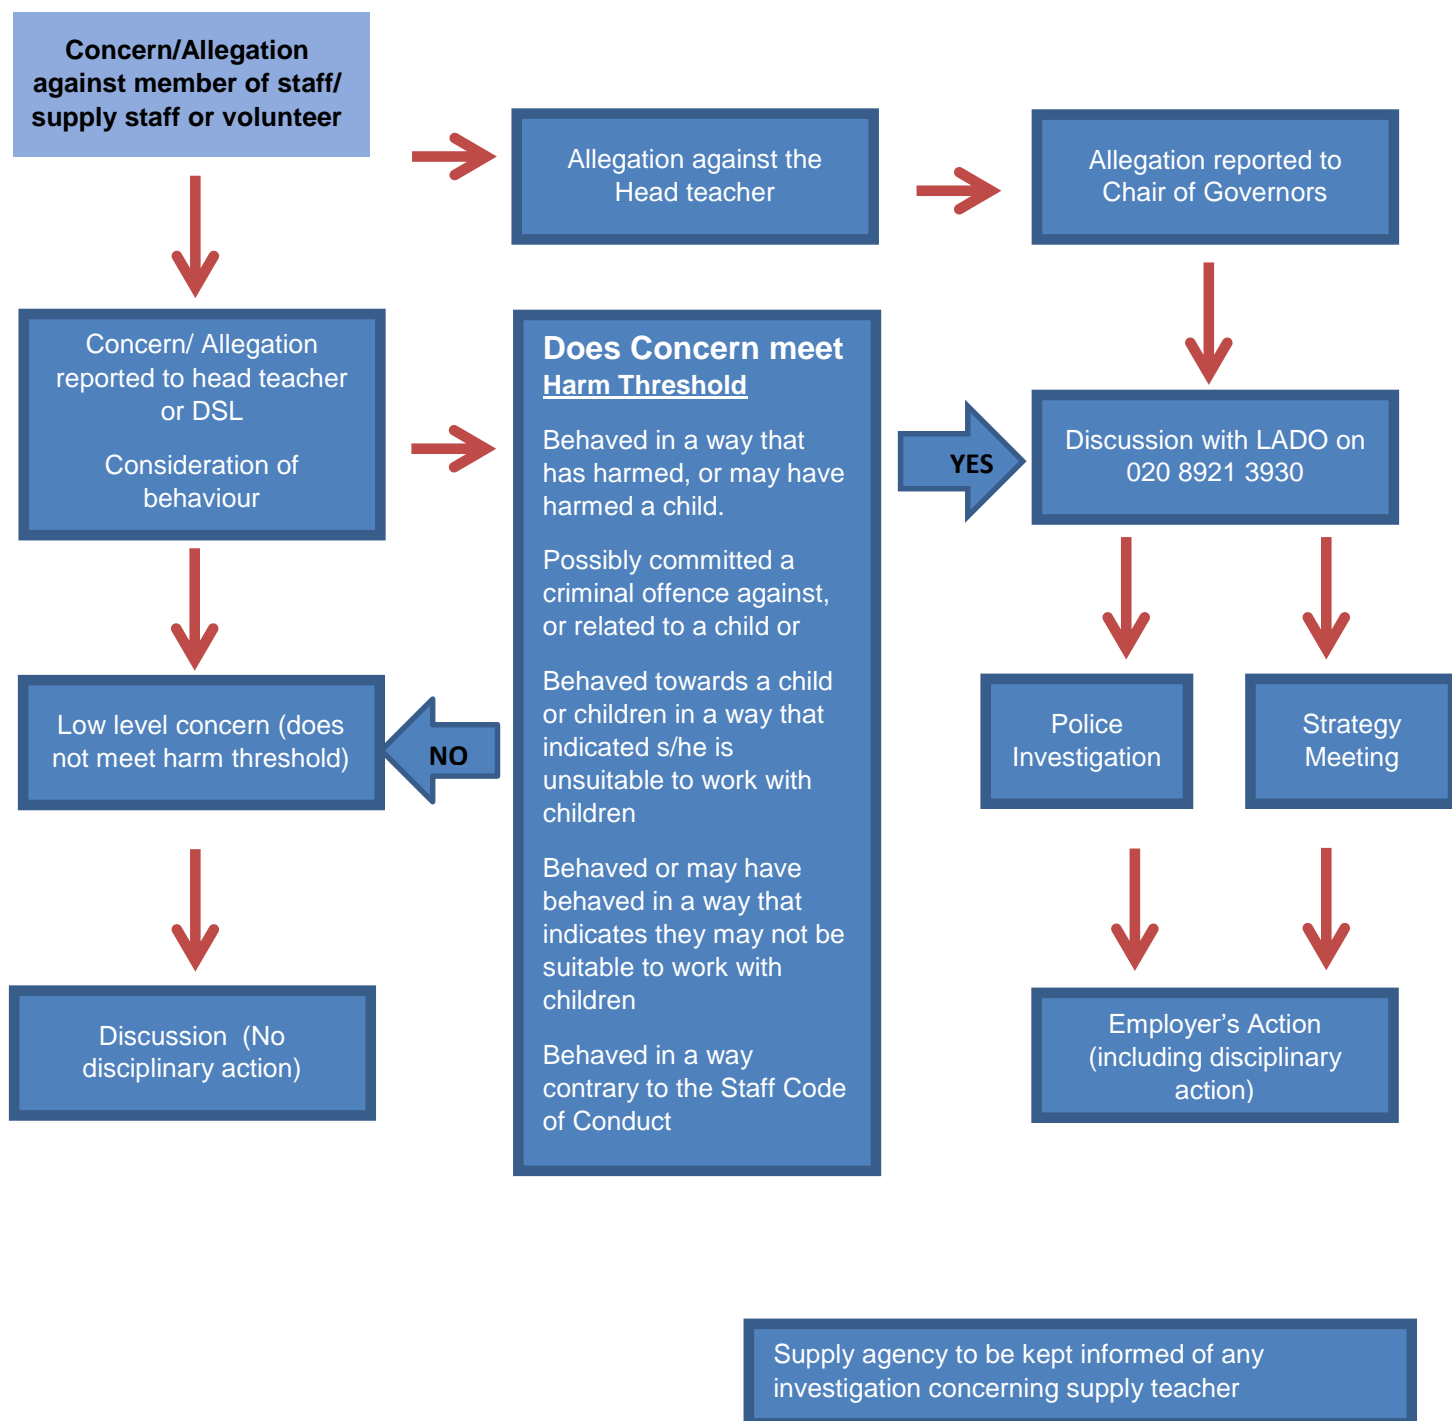 Concern/Allegation
against member of staff/
supply staff or volunteer
Allegation against the
Head teacher
Allegation reported to
Chair of Governors
Concern/ Allegation
reported to head teacher
or DSL
Consideration of
behaviour
Does Concern meet
Harm Threshold
Behaved in a way that
has harmed, or may have
harmed a child.
Possibly committed a
criminal offence against,
or related to a child or
Behaved towards a child
or children in a way that
indicated s/he is
unsuitable to work with
children
Behaved or may have
behaved in a way that
indicates they may not be
suitable to work with
children
Behaved in a way
contrary to the Staff Code
of Conduct
YES
Discussion with LADO on
020 8921 3930
Low level concern (does
not meet harm threshold)
NO
Police
Investigation
Strategy
Meeting
Discussion  (No
disciplinary action)
Employer’s Action
(including disciplinary
action)
Supply agency to be kept informed of any
investigation concerning supply teacher